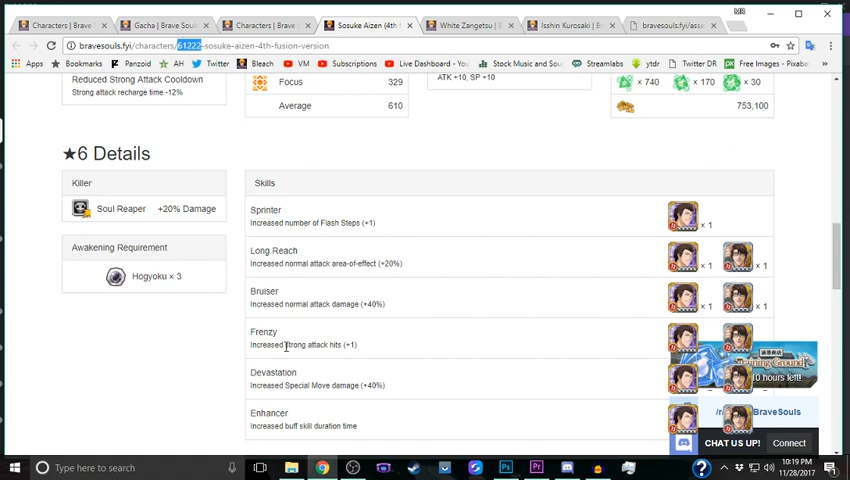 MR
Characters | Brave S
Gacha | Brave Souls
Characters | Brave
Sosuke Aizen (4th f
White Zangetsu | B
Isshin Kurosaki | Br
bravesouls.fyi/asse
bravesouls.fyi/characters/61222-sosuke-aizen-4th-fusion-version
Apps
Bookmarks
Panzoid
AH
Twitter
Bleach
VM
Subscriptions
Live Dashboard - You
Stock Music and Sou
Streamlabs
ytdr
Twitter DR
Free Images - Pixaba
Reduced Strong Attack Cooldown
Strong attack recharge time -12%
Focus 329
Average 610
ATK +10, SP +10
x 740 x 170 x 30
753,100
★6 Details
Killer
Soul Reaper +20% Damage
Awakening Requirement
Hogyoku × 3
Skills
Sprinter
Increased number of Flash Steps (+1)
x 1
Long Reach
Increased normal attack area-of-effect (+20%)
x 1 x 1
Bruiser
Increased normal attack damage (+40%)
x 1 x 1
Frenzy
Increased strong attack hits (+1)
Devastation
Increased Special Move damage (+40%)
Enhancer
Increased buff skill duration time
0 hours left!
BraveSouls
CHAT US UP!
Connect
Type here to search
10:19 PM
11/28/2017